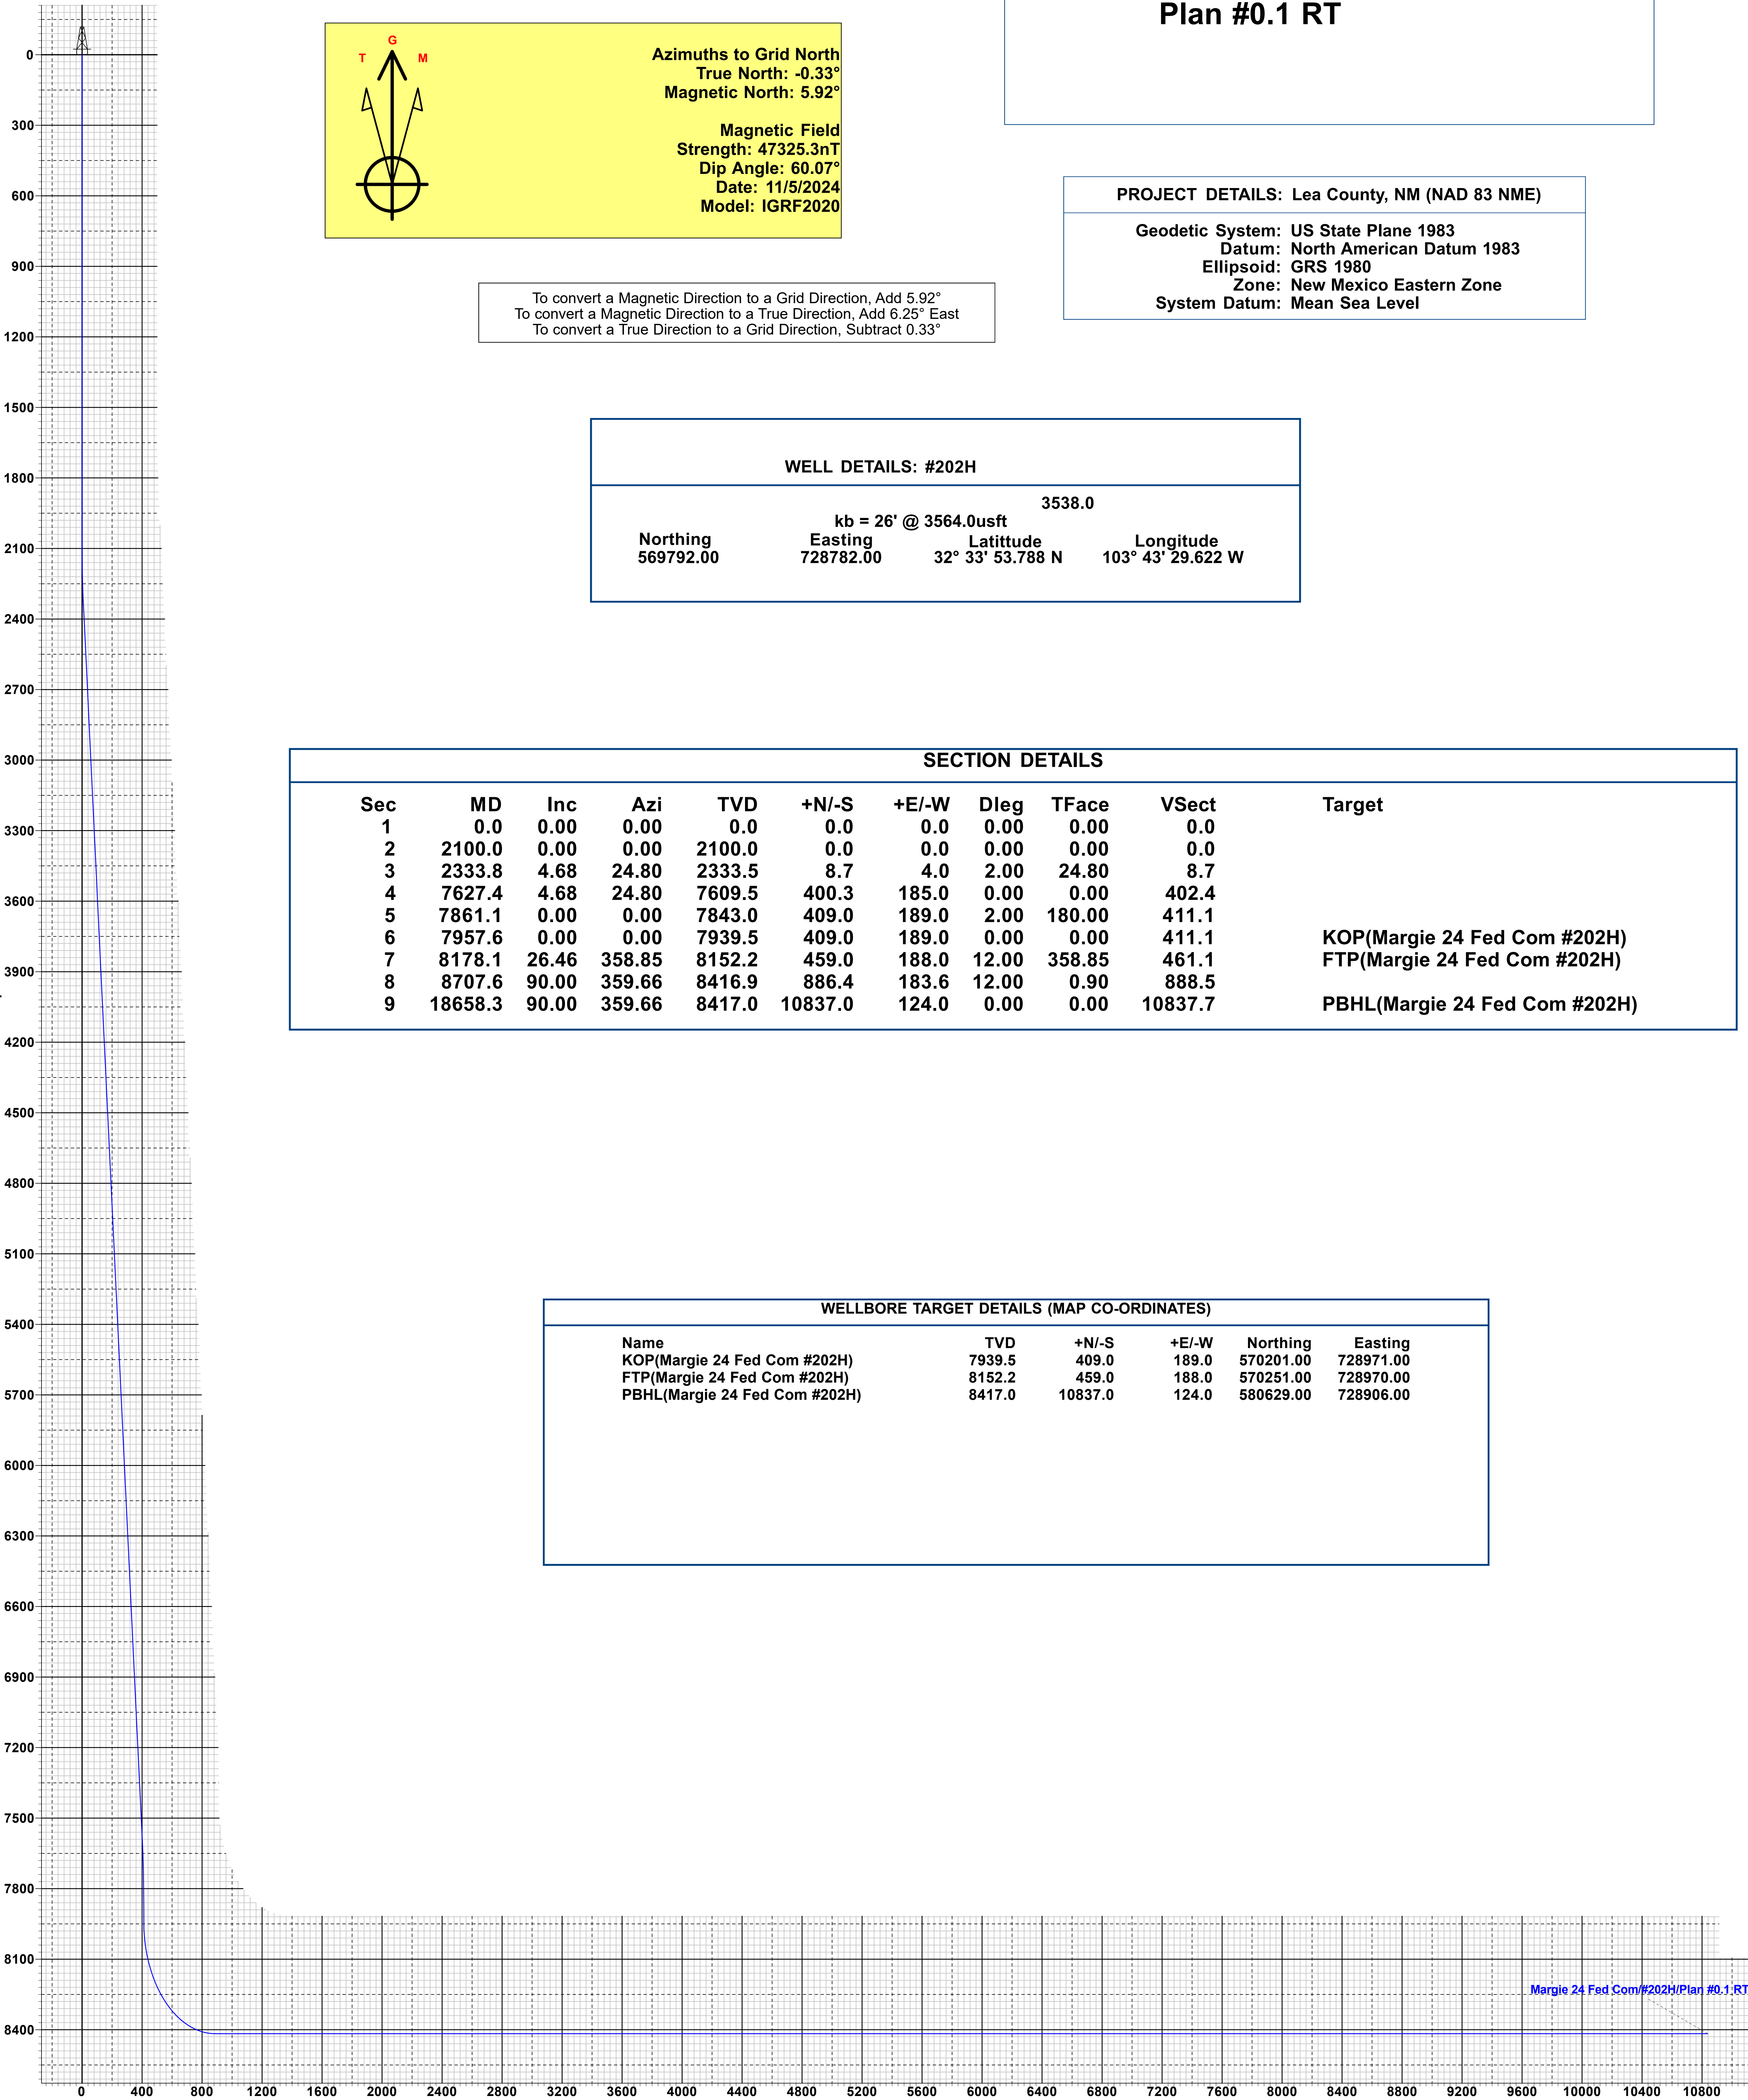 Plan #0.1 RT
G
T M
Azimuths to Grid North
True North: -0.33°
Magnetic North: 5.92°
Magnetic Field
Strength: 47325.3nT
Dip Angle: 60.07°
Date: 11/5/2024
Model: IGRF2020
To convert a Magnetic Direction to a Grid Direction, Add 5.92°
To convert a Magnetic Direction to a True Direction, Add 6.25° East
To convert a True Direction to a Grid Direction, Subtract 0.33°
PROJECT DETAILS: Lea County, NM (NAD 83 NME)
Geodetic System: US State Plane 1983
Datum: North American Datum 1983
Ellipsoid: GRS 1980
Zone: New Mexico Eastern Zone
System Datum: Mean Sea Level
WELL DETAILS: #202H
3538.0
kb = 26' @ 3564.0usft
Northing Easting Latittude Longitude
569792.00 728782.00 32° 33' 53.788 N 103° 43' 29.622 W
SECTION DETAILS
Sec MD Inc Azi TVD +N/-S +E/-W Dleg TFace VSect Target
1 0.0 0.00 0.00 0.0 0.0 0.0 0.00 0.00 0.0
2 2100.0 0.00 0.00 2100.0 0.0 0.0 0.00 0.00 0.0
3 2333.8 4.68 24.80 2333.5 8.7 4.0 2.00 24.80 8.7
4 7627.4 4.68 24.80 7609.5 400.3 185.0 0.00 0.00 402.4
5 7861.1 0.00 0.00 7843.0 409.0 189.0 2.00 180.00 411.1
6 7957.6 0.00 0.00 7939.5 409.0 189.0 0.00 0.00 411.1 KOP(Margie 24 Fed Com #202H)
7 8178.1 26.46 358.85 8152.2 459.0 188.0 12.00 358.85 461.1 FTP(Margie 24 Fed Com #202H)
8 8707.6 90.00 359.66 8416.9 886.4 183.6 12.00 0.90 888.5
9 18658.3 90.00 359.66 8417.0 10837.0 124.0 0.00 0.00 10837.7 PBHL(Margie 24 Fed Com #202H)
WELLBORE TARGET DETAILS (MAP CO-ORDINATES)
Name TVD +N/-S +E/-W Northing Easting
KOP(Margie 24 Fed Com #202H) 7939.5 409.0 189.0 570201.00 728971.00
FTP(Margie 24 Fed Com #202H) 8152.2 459.0 188.0 570251.00 728970.00
PBHL(Margie 24 Fed Com #202H) 8417.0 10837.0 124.0 580629.00 728906.00
0
300
600
900
1200
1500
1800
2100
2400
2700
3000
3300
3600
3900
4200
4500
4800
5100
5400
5700
6000
6300
6600
6900
7200
7500
7800
8100
8400
Margie 24 Fed Com/#202H/Plan #0.1 RT
0 400 800 1200 1600 2000 2400 2800 3200 3600 4000 4400 4800 5200 5600 6000 6400 6800 7200 7600 8000 8400 8800 9200 9600 10000 10400 10800